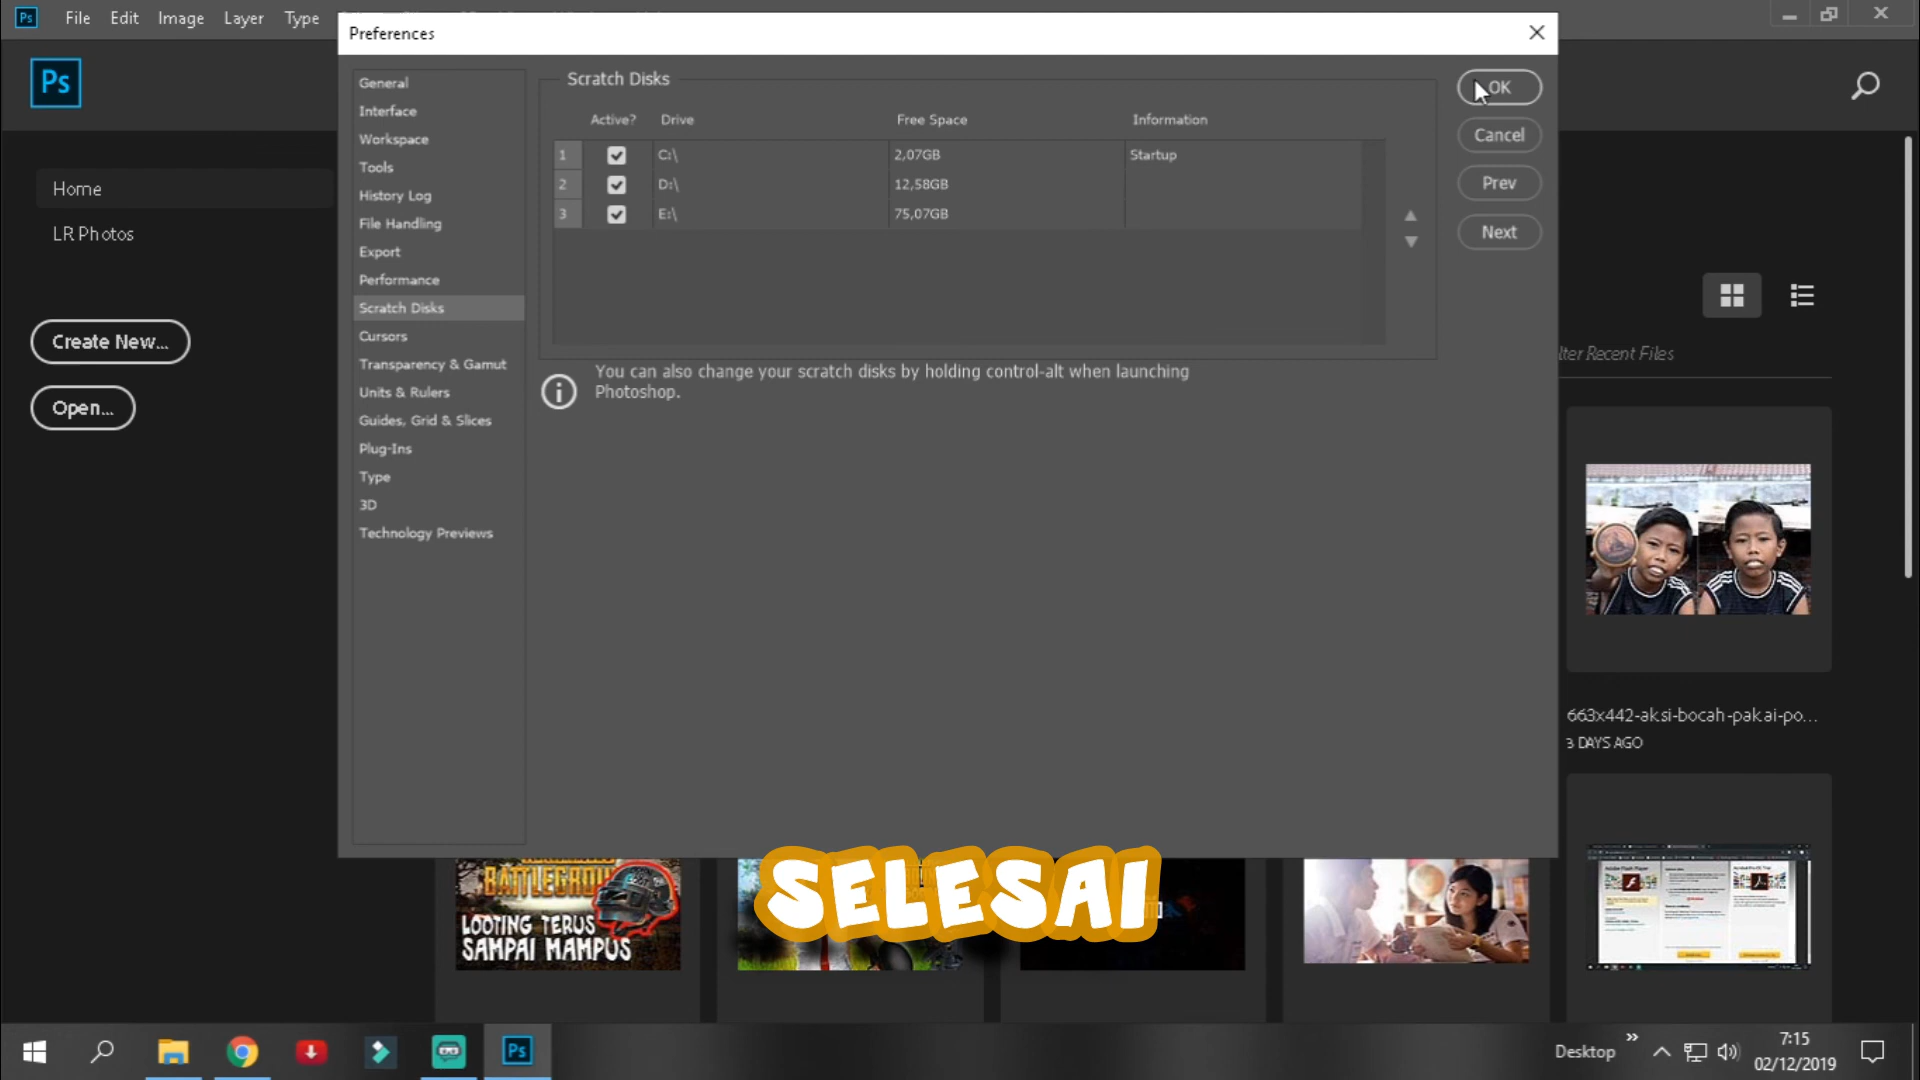 Ps File Edit Image Layer Type
Preferences
Ps
Home
LR Photos
Create New...
Open...
General
Interface
Workspace
Tools
History Log
File Handling
Export
Performance
Scratch Disks
Cursors
Transparency & Gamut
Units & Rulers
Guides, Grid & Slices
Plug-Ins
Type
3D
Technology Previews
Scratch Disks
Active? Drive Free Space Information
1 C:\ 2,07GB Startup
2 D:\ 12,58GB
3 E:\ 75,07GB
You can also change your scratch disks by holding control-alt when launching
Photoshop.
OK
Cancel
Prev
Next
lter Recent Files
663x442-aksi-bocah-pakai-po...
3 DAYS AGO
BATTLEGROU
LOOTING TERUS
SAMPAI MAMPUS
SELESAI
Ps
Desktop
7:15
02/12/2019